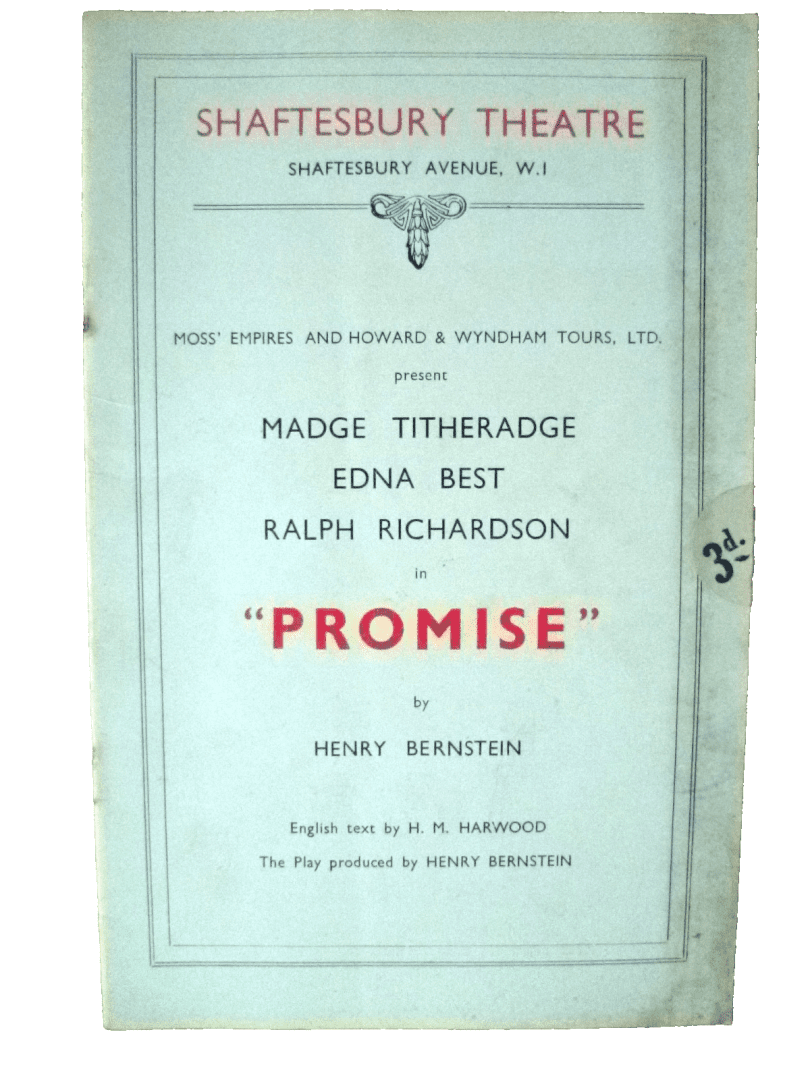 SHAFTESBURY THEATRE
SHAFTESBURY AVENUE, W.1
MOSS' EMPIRES AND HOWARD & WYNDHAM TOURS, LTD.
present
MADGE TITHERADGE
EDNA BEST
RALPH RICHARDSON
in
3d.
"PROMISE"
by
HENRY BERNSTEIN
English text by H. M. HARWOOD
The Play produced by HENRY BERNSTEIN